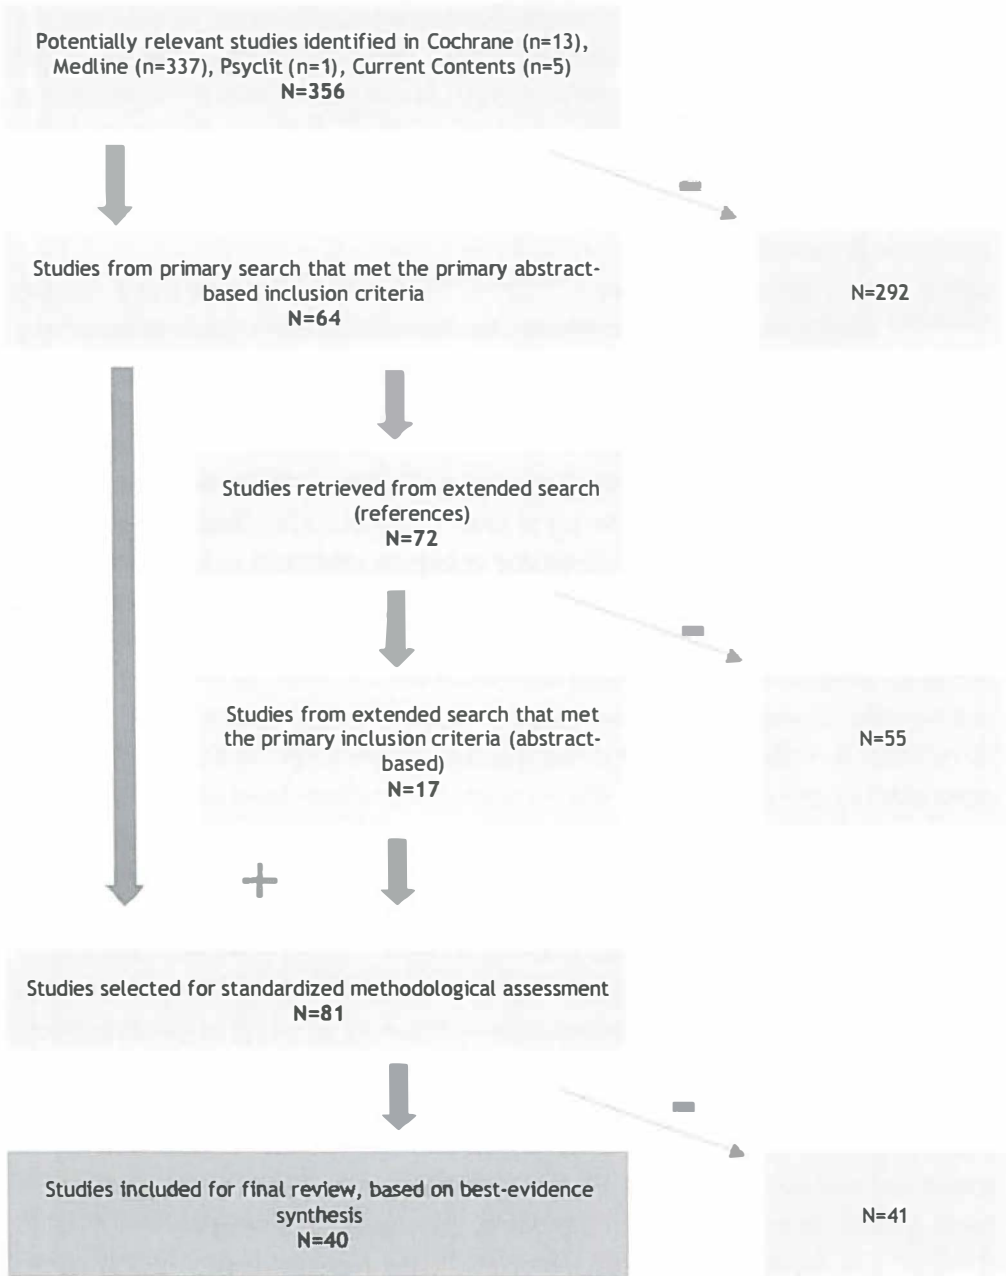 Potentially relevant studies identified in Cochrane (n=13),
Medline (n=337), Psyclit (n=1), Current Contents (n=5)
N=356
-
Studies from primary search that met the primary abstract-
based inclusion criteria
N=64
N=292
Studies retrieved from extended search
(references)
N=72
-
Studies from extended search that met
the primary inclusion criteria (abstract-
based)
N=17
N=55
+
Studies selected for standardized methodological assessment
N=81
-
Studies included for final review, based on best-evidence
synthesis
N=40
N=41